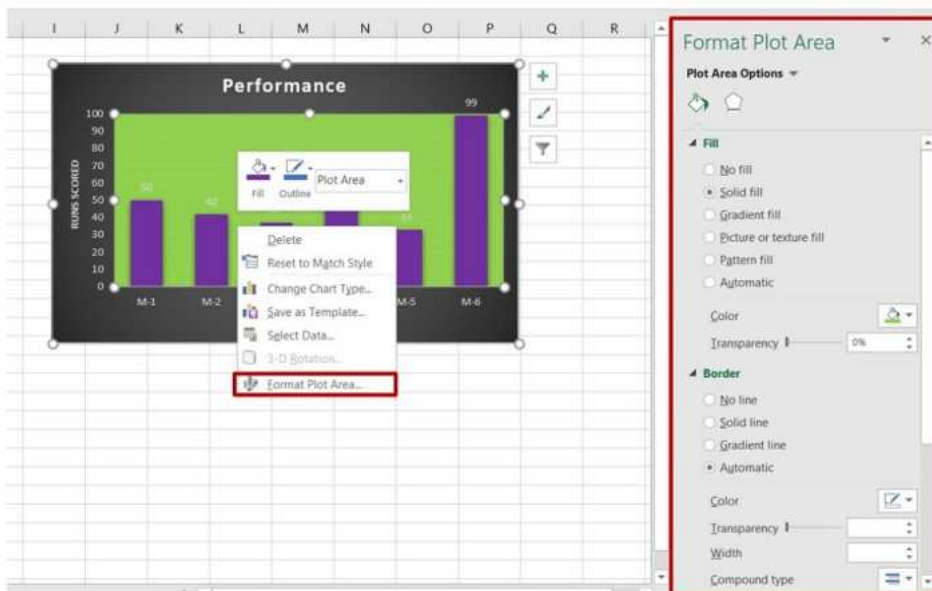 I J K L M N O P Q R
Performance
99
100
90
80
70
60
50
40
30
20
10
0
RUNS SCORED
50
42
33
M-1 M-2 M-5 M-6
Fill Outline Plot Area
Delete
Reset to Match Style
Change Chart Type...
Save as Template...
Select Data...
3-D Rotation...
Format Plot Area...
Format Plot Area
Plot Area Options
Fill
No fill
Solid fill
Gradient fill
Picture or texture fill
Pattern fill
Automatic
Color
Transparency 0%
Border
No line
Solid line
Gradient line
Automatic
Color
Transparency
Width
Compound type